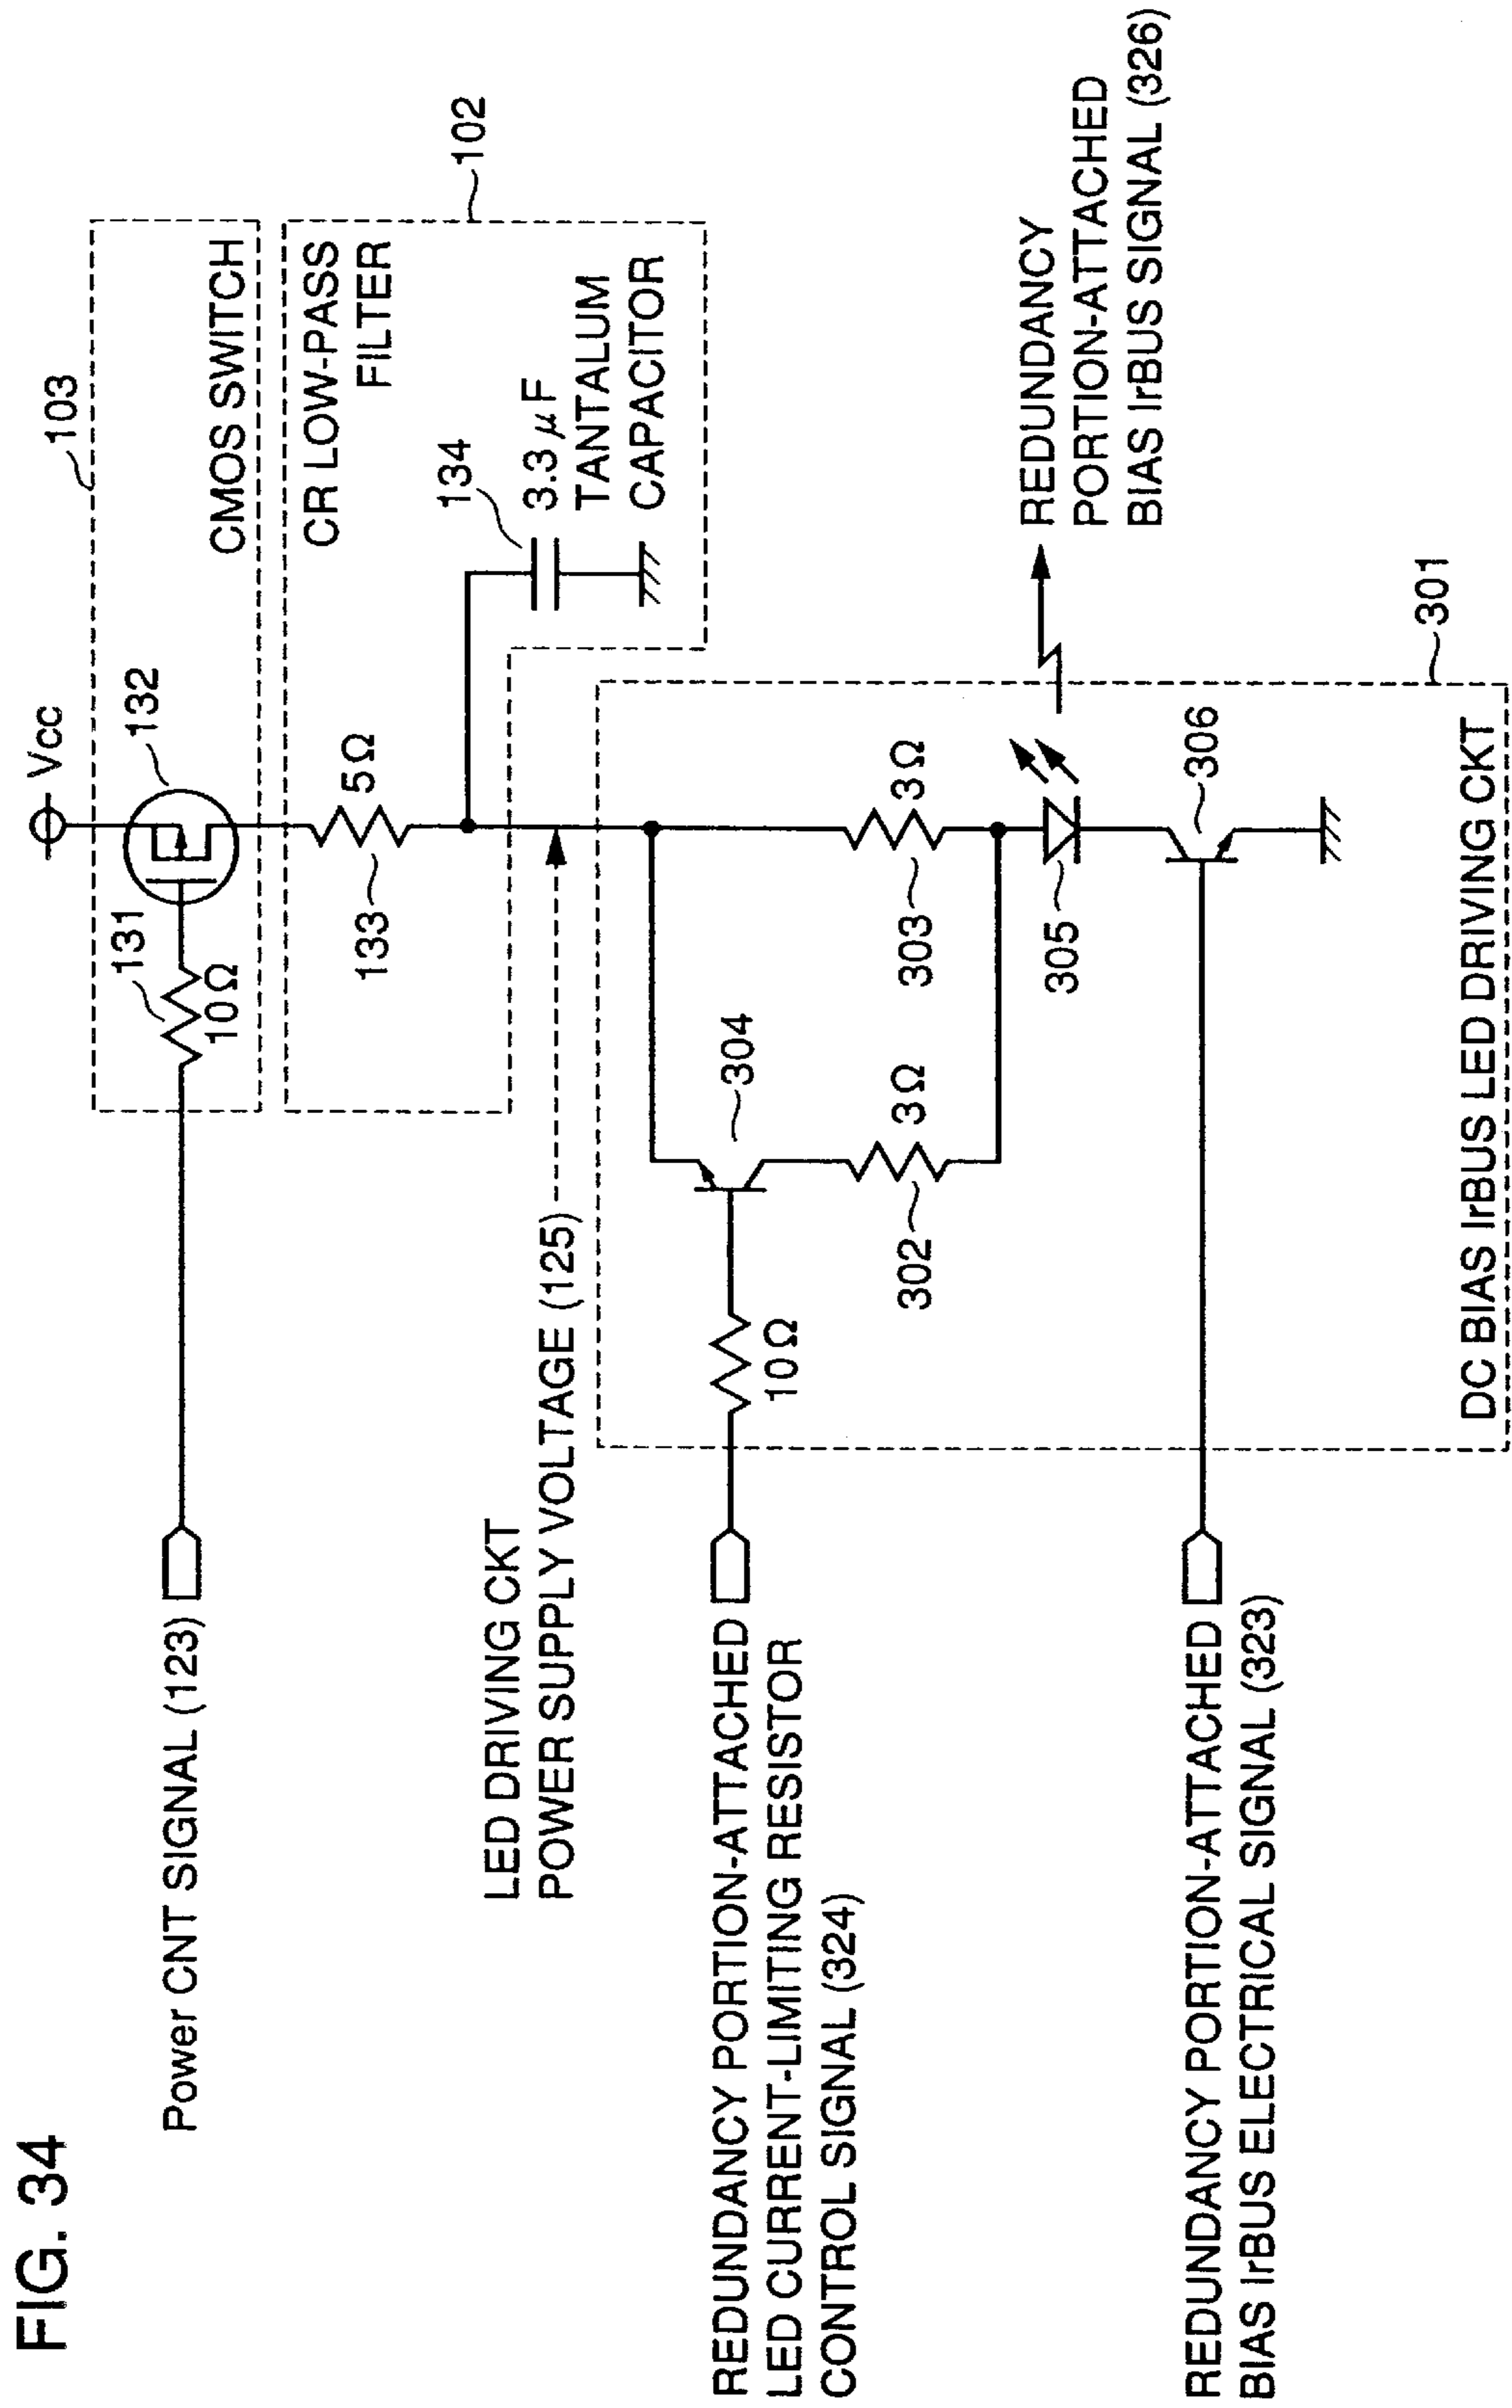 FIG. 34
Vcc
103
131
132
10Ω
CMOS SWITCH
Power CNT SIGNAL (123)
102
CR LOW-PASS
FILTER
133
5Ω
134
3.3μF
TANTALUM
CAPACITOR
LED DRIVING CKT
POWER SUPPLY VOLTAGE (125)
REDUNDANCY PORTION-ATTACHED
LED CURRENT-LIMITING RESISTOR
CONTROL SIGNAL (324)
10Ω
304
302
3Ω
303
3Ω
305
306
REDUNDANCY
PORTION-ATTACHED
BIAS IrBUS SIGNAL (326)
REDUNDANCY PORTION-ATTACHED
BIAS IrBUS ELECTRICAL SIGNAL (323)
301
DC BIAS IrBUS LED DRIVING CKT